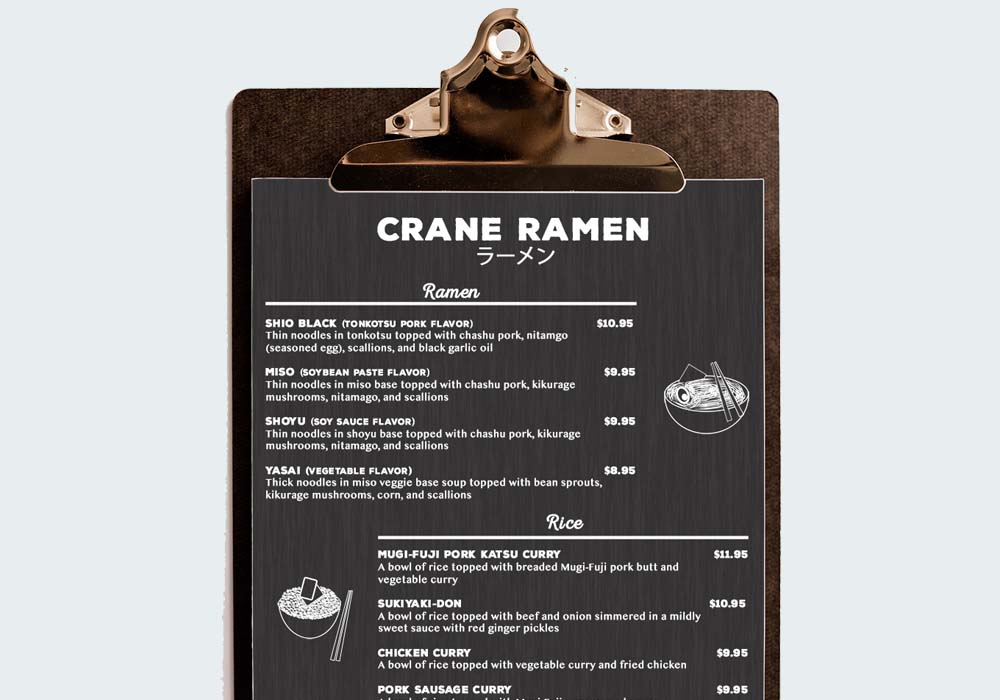 CRANE RAMEN
ラーメン
Ramen
SHIO BLACK (TONKOTSU PORK FLAVOR) $10.95
Thin noodles in tonkotsu topped with chashu pork, nitamgo
(seasoned egg), scallions, and black garlic oil
MISO (SOYBEAN PASTE FLAVOR) $9.95
Thin noodles in miso base topped with chashu pork, kikurage
mushrooms, nitamago, and scallions
SHOYU (SOY SAUCE FLAVOR) $9.95
Thin noodles in shoyu base topped with chashu pork, kikurage
mushrooms, nitamago, and scallions
YASAI (VEGETABLE FLAVOR) $8.95
Thick noodles in miso veggie base soup topped with bean sprouts,
kikurage mushrooms, corn, and scallions
Rice
MUGI-FUJI PORK KATSU CURRY $11.95
A bowl of rice topped with breaded Mugi-Fuji pork butt and
vegetable curry
SUKIYAKI-DON $10.95
A bowl of rice topped with beef and onion simmered in a mildly
sweet sauce with red ginger pickles
CHICKEN CURRY $9.95
A bowl of rice topped with vegetable curry and fried chicken
PORK SAUSAGE CURRY $9.95